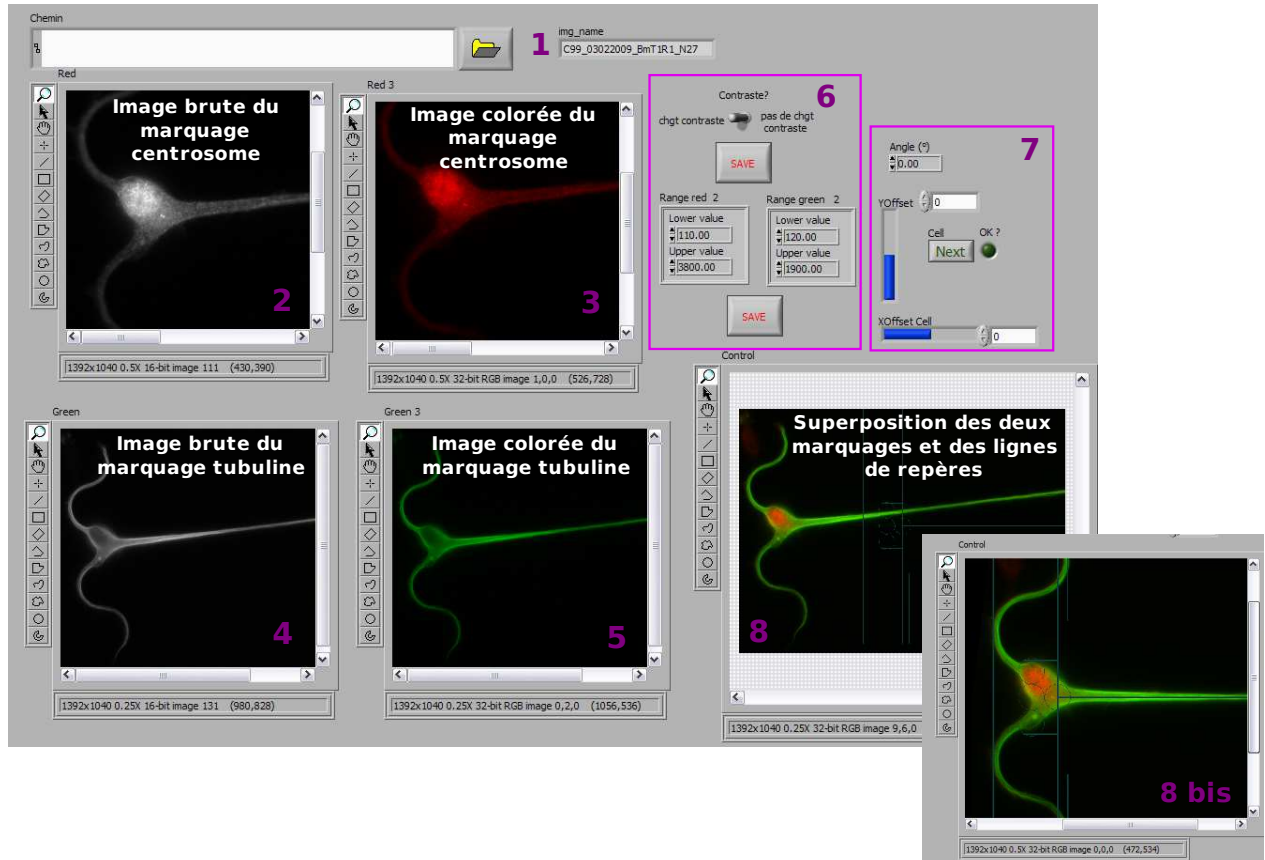 Chemin
1
img_name
C99_03022009_BmT1R1_N27
Red
Image brute du
marquage
centrosome
2
1392x1040 0.5X 16-bit image 111 (430,390)
Red 3
Image colorée du
marquage
centrosome
3
1392x1040 0.5X 32-bit RGB image 1,0,0 (526,728)
6
Contraste?
chgt contraste
pas de chgt
contraste
SAVE
Range red 2
Lower value
110.00
Upper value
3800.00
Range green 2
Lower value
120.00
Upper value
1900.00
SAVE
7
Angle (°)
0.00
YOffset
0
Cell
OK ?
Next
XOffset Cell
0
Green
Image brute du
marquage tubuline
4
1392x1040 0.25X 16-bit image 131 (980,828)
Green 3
Image colorée du
marquage tubuline
5
1392x1040 0.25X 32-bit RGB image 0,2,0 (1056,536)
Control
Superposition des deux
marquages et des lignes
de repères
8
1392x1040 0.25X 32-bit RGB image 9,6,0
Control
8 bis
1392x1040 0.5X 32-bit RGB image 0,0,0 (472,534)